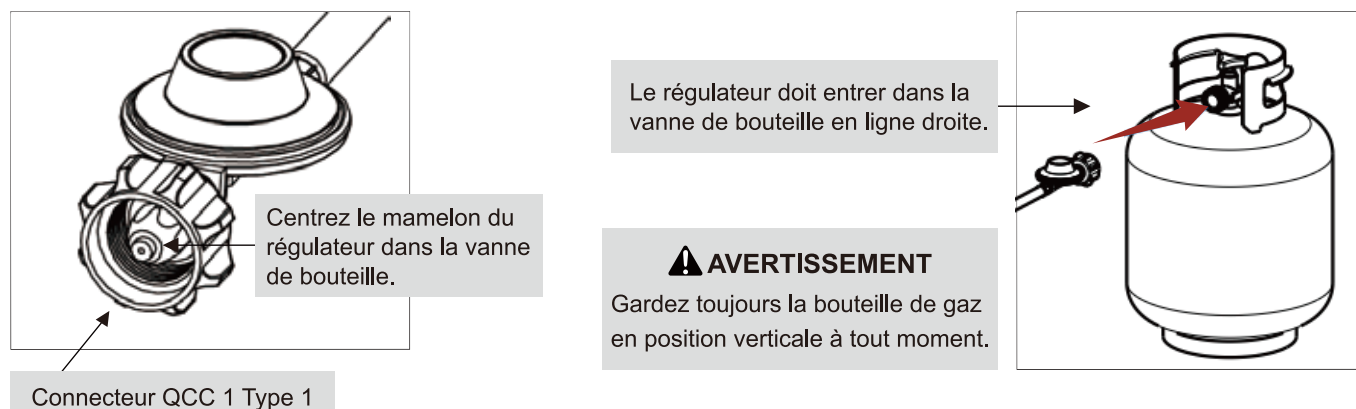 Centrez le mamelon du
régulateur dans la vanne
de bouteille.
Connecteur QCC 1 Type 1
Le régulateur doit entrer dans la
vanne de bouteille en ligne droite.
AVERTISSEMENT
Gardez toujours la bouteille de gaz
en position verticale à tout moment.